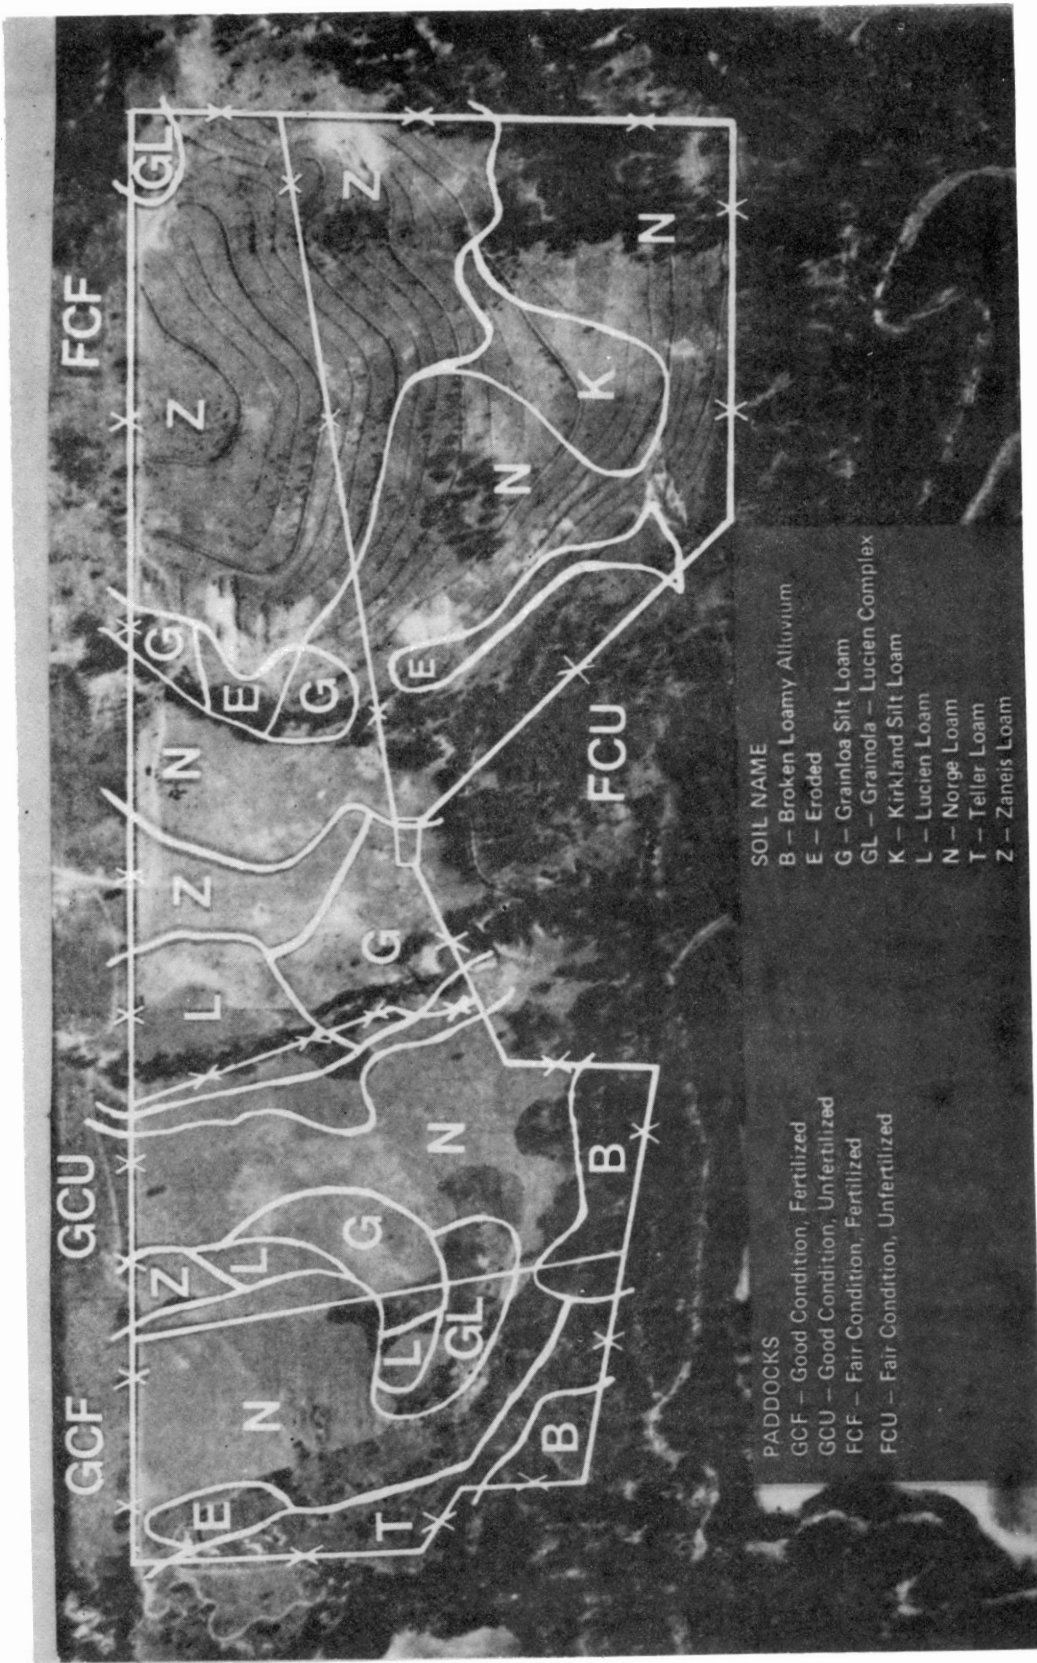 GCF GCU FCF
GL
Z G
Z N Z
L
E E
L
N
G
G Z
G
T L
E
N
GL
N
B
B FCU K
N
PADDOCKS
GCF – Good Condition, Fertilized
GCU – Good Condition, Unfertilized
FCF – Fair Condition, Fertilized
FCU – Fair Condition, Unfertilized
SOIL NAME
B – Broken Loamy Alluvium
E – Eroded
G – Grainloa Silt Loam
GL – Grainola – Lucien Complex
K – Kirkland Silt Loam
L – Lucien Loam
N – Norge Loam
T – Teller Loam
Z – Zaneis Loam